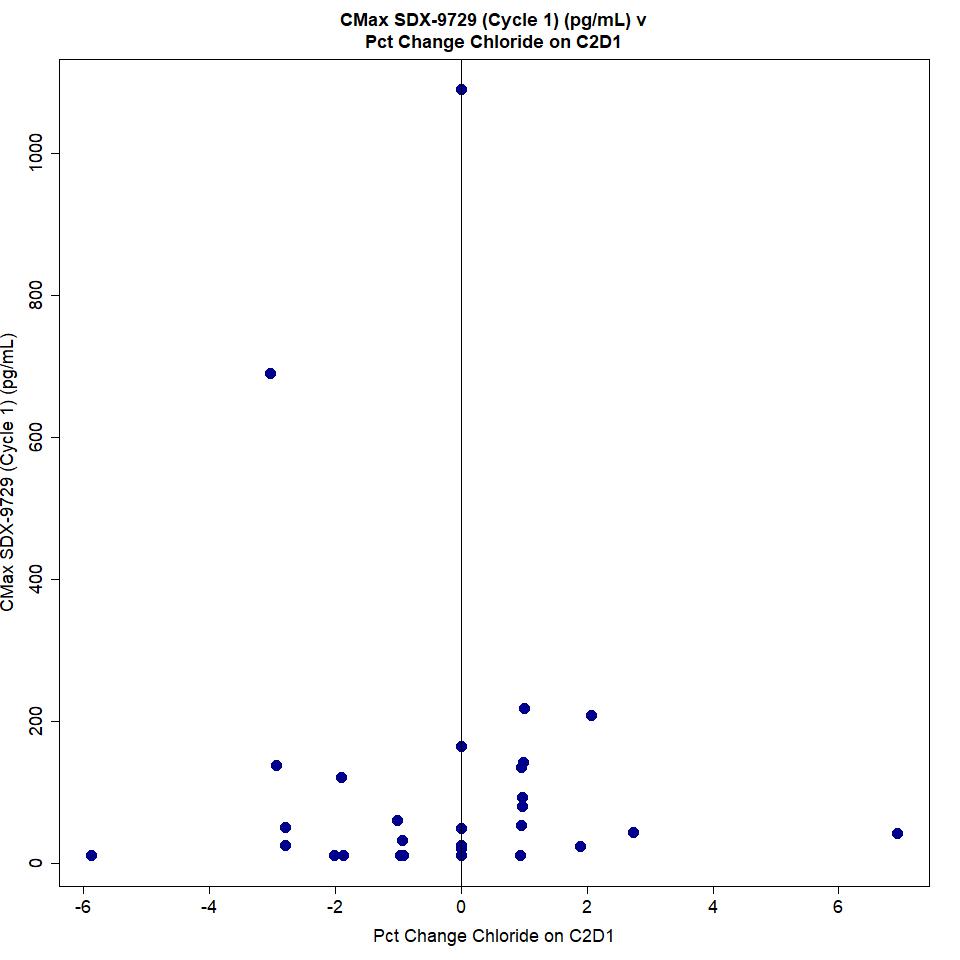 CMax SDX-9729 (Cycle 1) (pg/mL) v
Pct Change Chloride on C2D1
1000
800
600
400
200
0
CMax SDX-9729 (Cycle 1) (pg/mL)
-6 -4 -2 0 2 4 6
Pct Change Chloride on C2D1